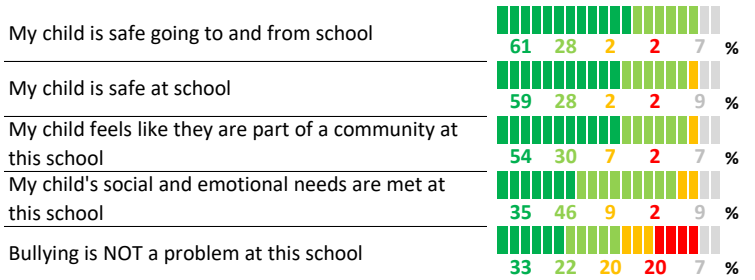 My child is safe going to and from school
61 28 2 2 7 %
My child is safe at school
59 28 2 2 9 %
My child feels like they are part of a community at
this school
54 30 7 2 7 %
My child's social and emotional needs are met at
this school
35 46 9 2 9 %
Bullying is NOT a problem at this school
33 22 20 20 7 %